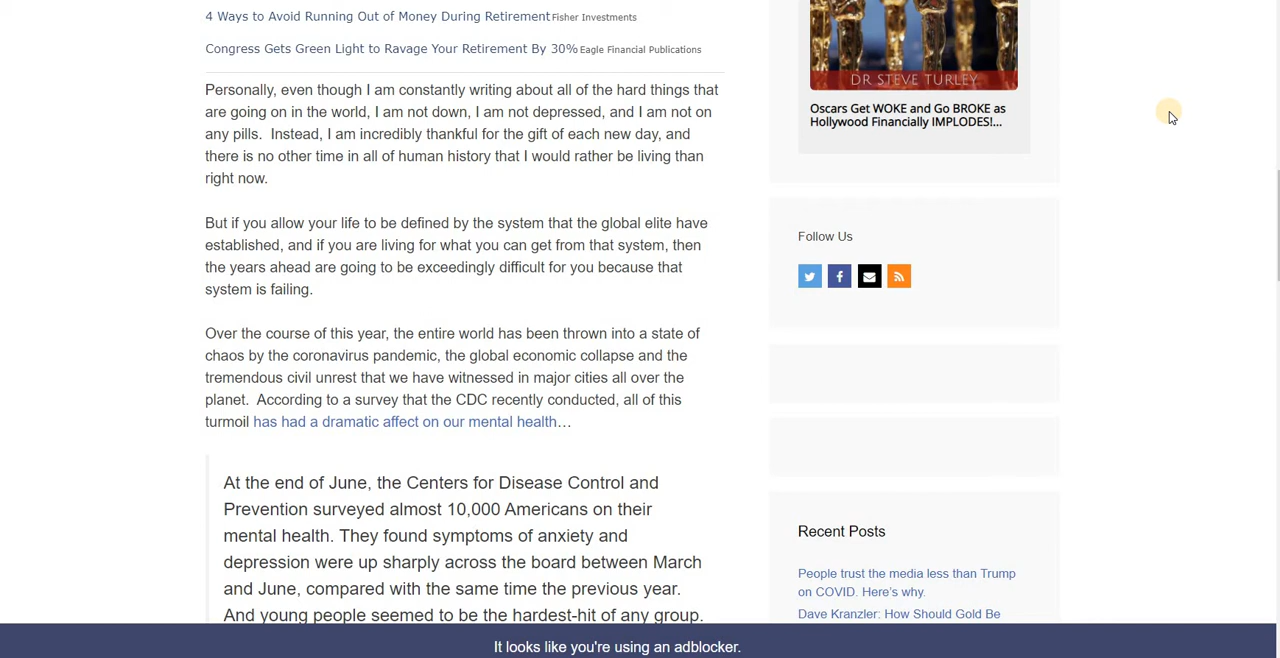 4 Ways to Avoid Running Out of Money During Retirement Fisher Investments
Congress Gets Green Light to Ravage Your Retirement By 30% Eagle Financial Publications
Personally, even though I am constantly writing about all of the hard things that
are going on in the world, I am not down, I am not depressed, and I am not on
any pills.  Instead, I am incredibly thankful for the gift of each new day, and
there is no other time in all of human history that I would rather be living than
right now.
But if you allow your life to be defined by the system that the global elite have
established, and if you are living for what you can get from that system, then
the years ahead are going to be exceedingly difficult for you because that
system is failing.
Over the course of this year, the entire world has been thrown into a state of
chaos by the coronavirus pandemic, the global economic collapse and the
tremendous civil unrest that we have witnessed in major cities all over the
planet.  According to a survey that the CDC recently conducted, all of this
turmoil has had a dramatic affect on our mental health…
At the end of June, the Centers for Disease Control and
Prevention surveyed almost 10,000 Americans on their
mental health. They found symptoms of anxiety and
depression were up sharply across the board between March
and June, compared with the same time the previous year.
And young people seemed to be the hardest-hit of any group.
DR STEVE TURLEY
Oscars Get WOKE and Go BROKE as
Hollywood Financially IMPLODES!...
Follow Us
Recent Posts
People trust the media less than Trump
on COVID. Here's why.
Dave Kranzler: How Should Gold Be
It looks like you're using an adblocker.